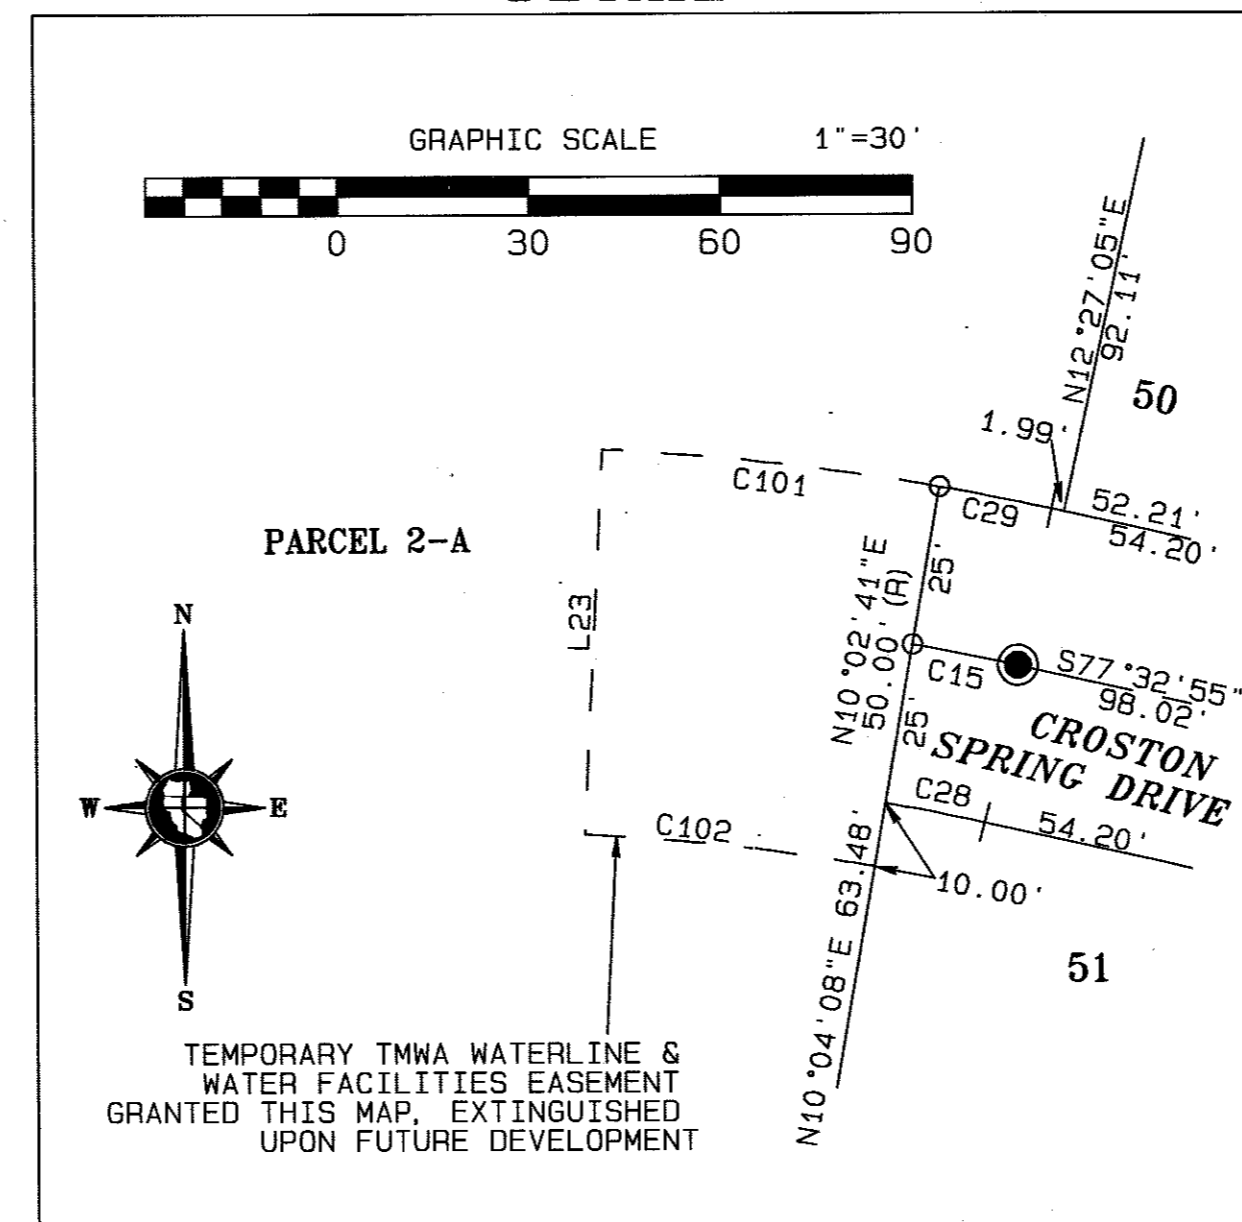 GRAPHIC SCALE 1"=30'
0 30 60 90
N12°27'05"E
92.11'
50
1.99'
C101
C29
52.21'
54.20'
PARCEL 2-A
N10°02'41"E
50.00' (R)
25'
L23
N
C15
S77°32'55"
98.02'
25'
CROSTON
SPRING DRIVE
W E
C28
54.20'
C102
10.00'
N10°04'08"E 63.48'
51
S
TEMPORARY TMWA WATERLINE &
WATER FACILITIES EASEMENT
GRANTED THIS MAP, EXTINGUISHED
UPON FUTURE DEVELOPMENT